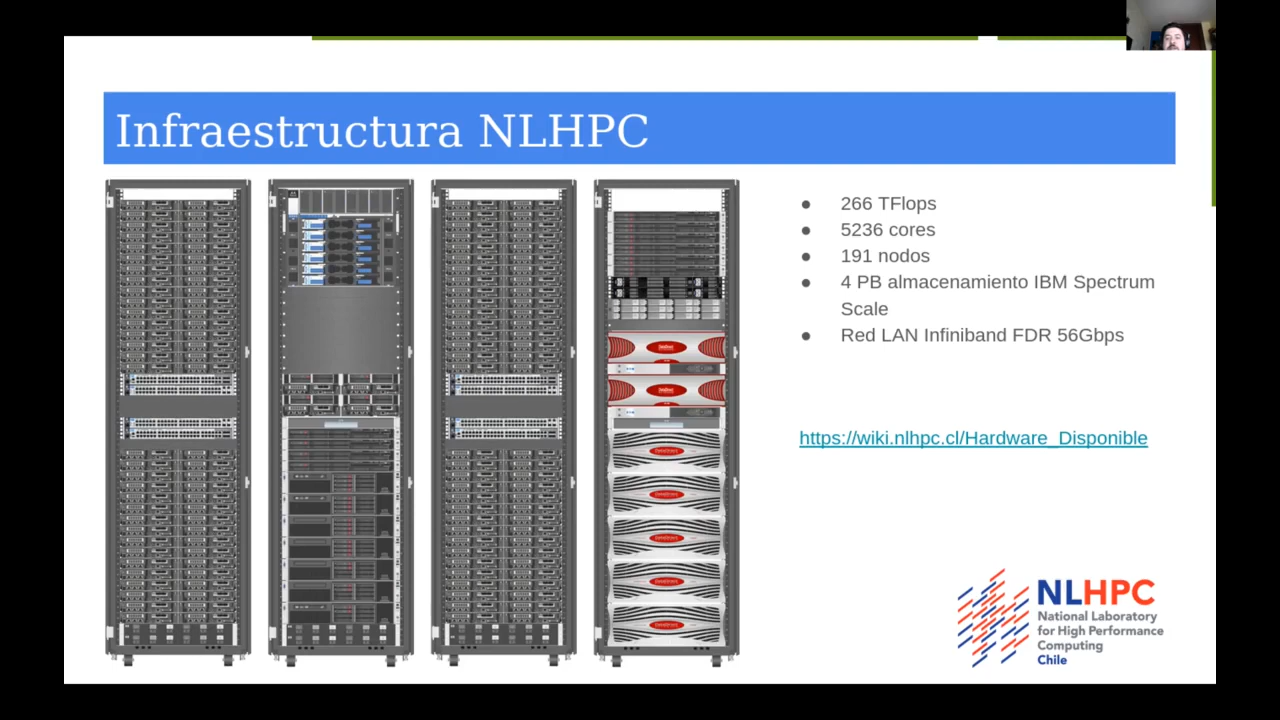 Infraestructura NLHPC
● 266 TFlops
● 5236 cores
● 191 nodos
● 4 PB almacenamiento IBM Spectrum
Scale
● Red LAN Infiniband FDR 56Gbps
https://wiki.nlhpc.cl/Hardware_Disponible
NLHPC
National Laboratory
for High Performance
Computing
Chile